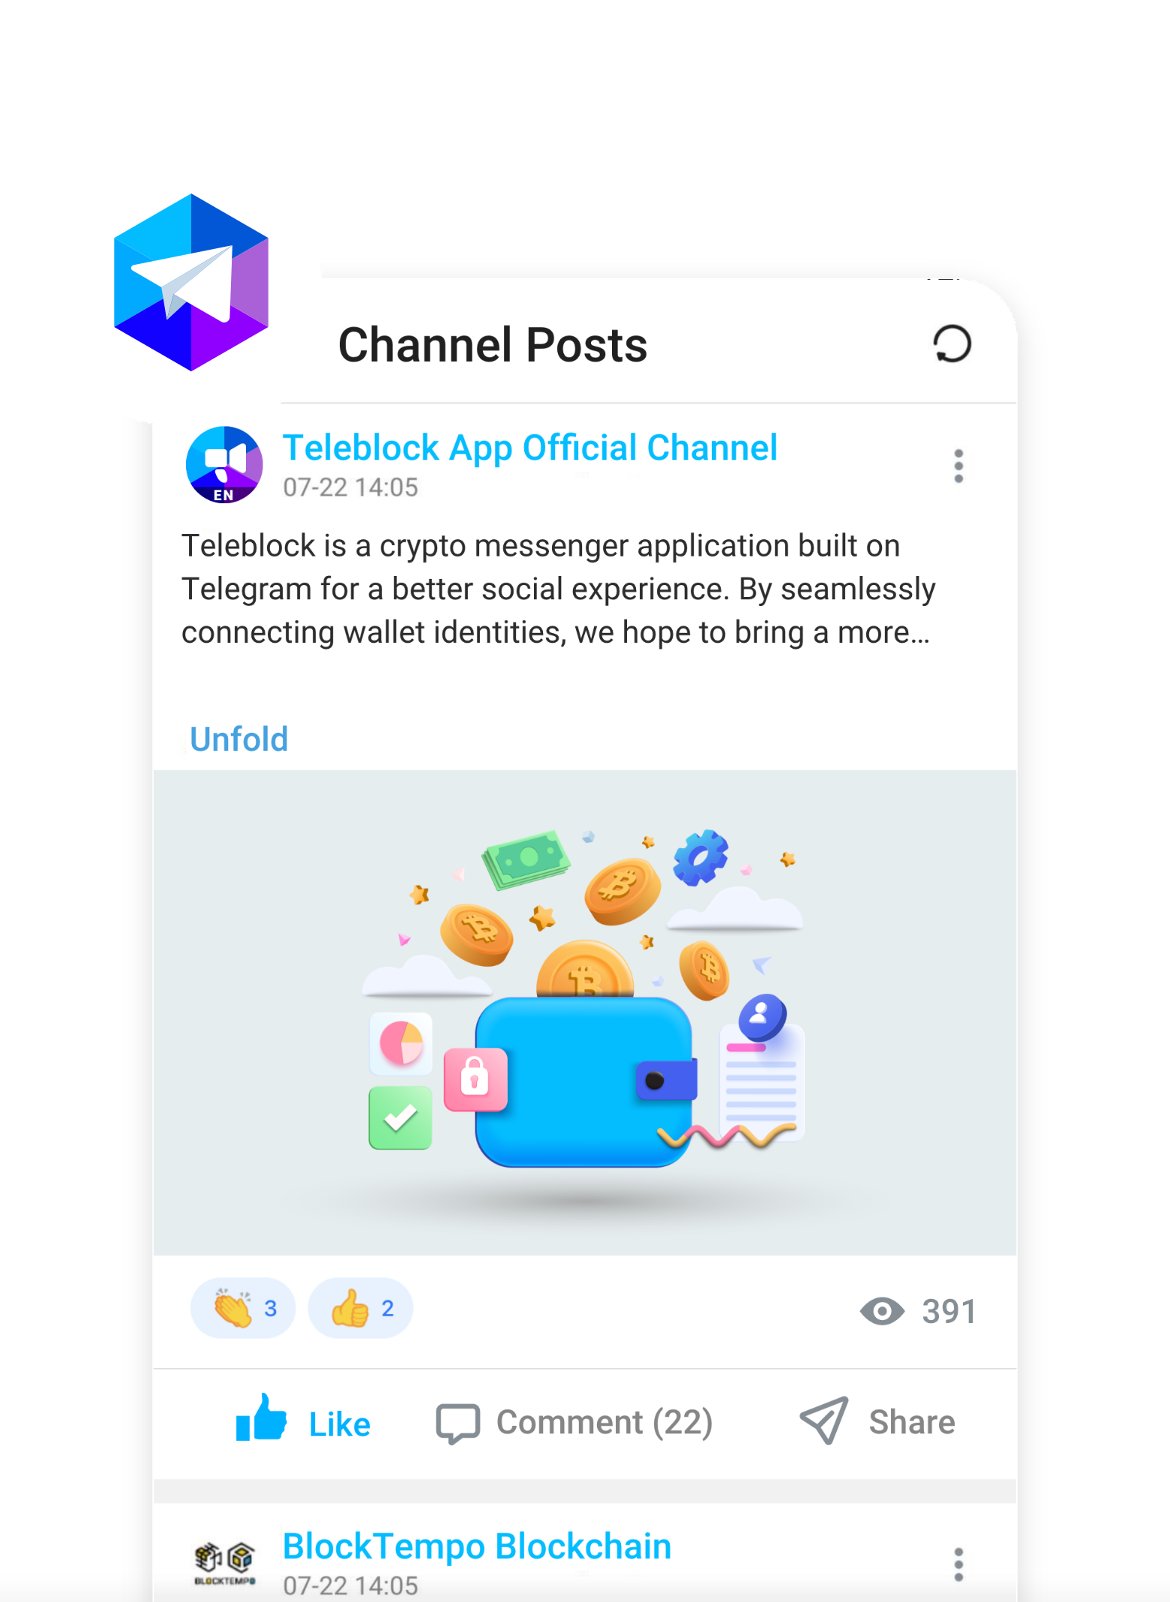 Channel Posts
Teleblock App Official Channel
07-22 14:05
EN
Teleblock is a crypto messenger application built on
Telegram for a better social experience. By seamlessly
connecting wallet identities, we hope to bring a more...
Unfold
3 2 391
Like Comment (22) Share
BlockTempo Blockchain
BLOCKTEMPO
07-22 14:05